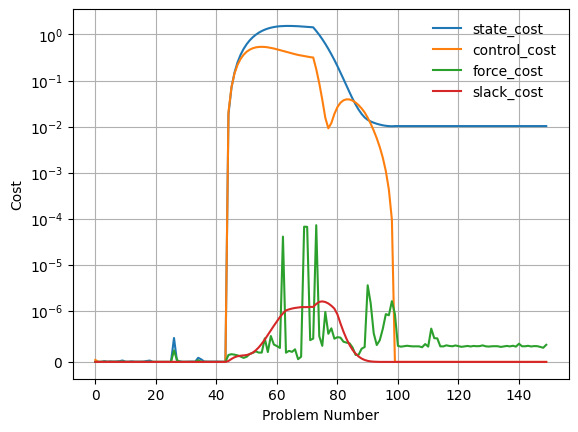 state_cost
control_cost
force_cost
slack_cost
Cost
10⁰
10⁻¹
10⁻²
10⁻³
10⁻⁴
10⁻⁵
10⁻⁶
0
0 20 40 60 80 100 120 140
Problem Number